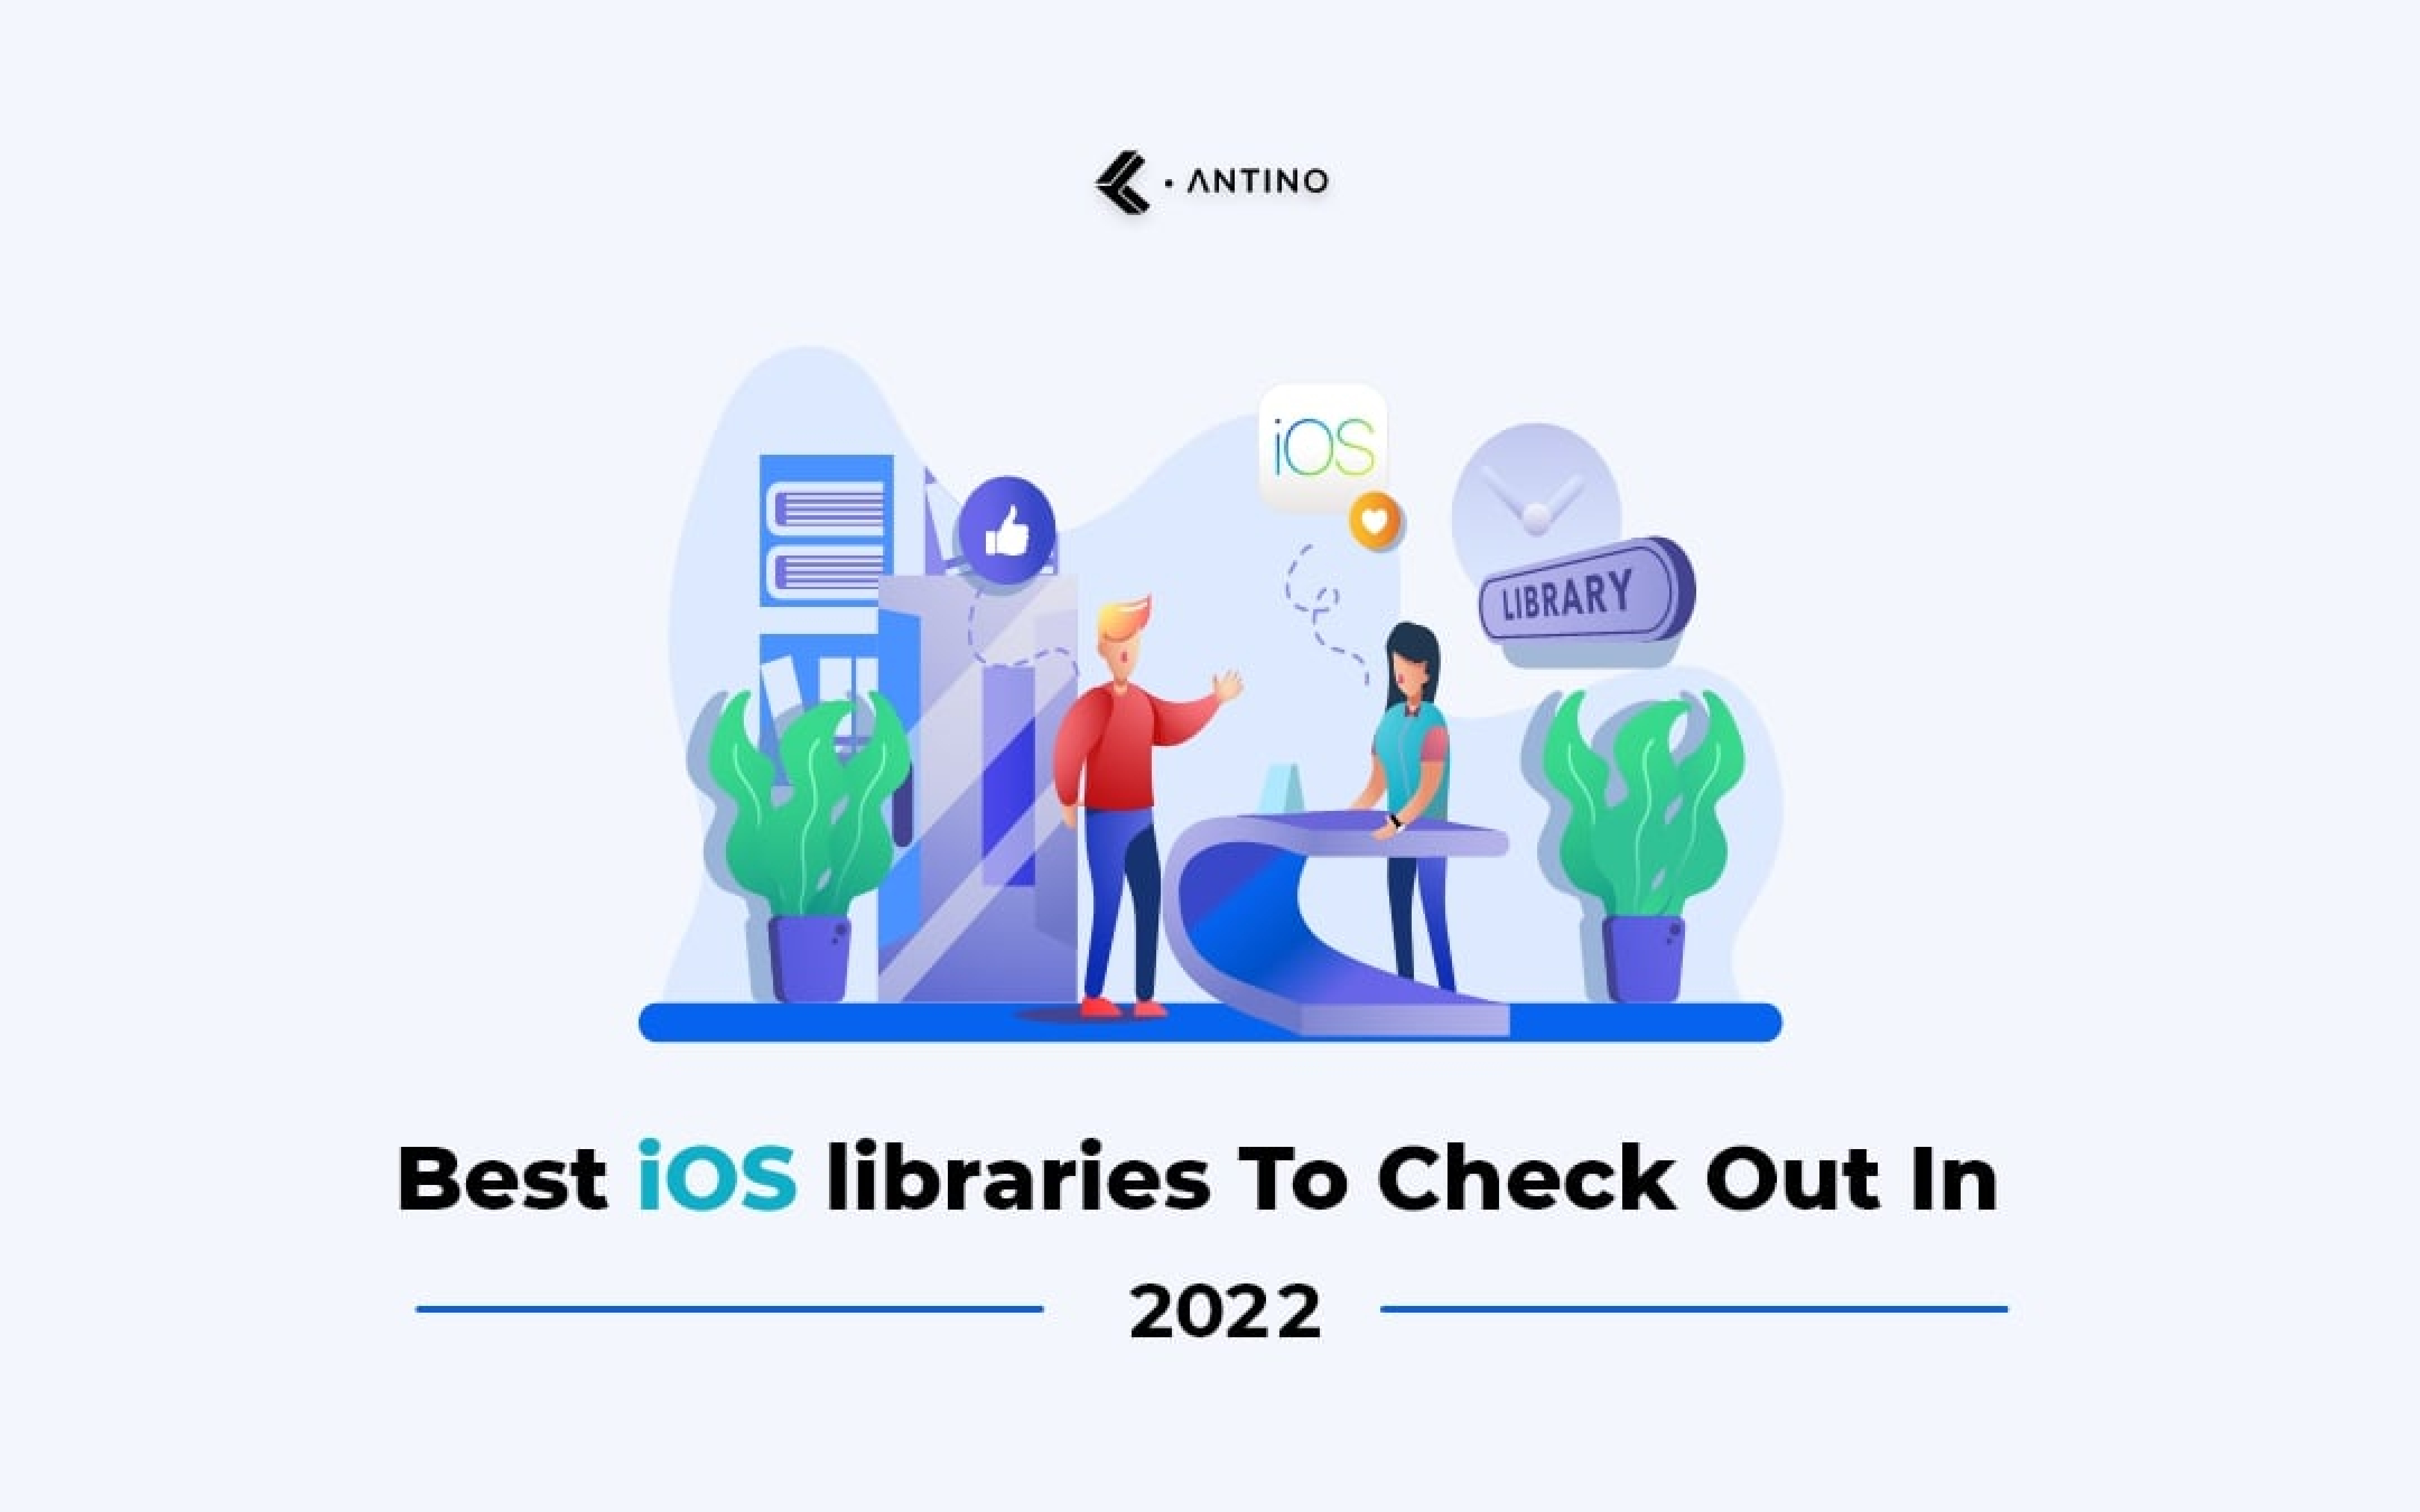 ANTINO
iOS
LIBRARY
Best iOS libraries To Check Out In
2022